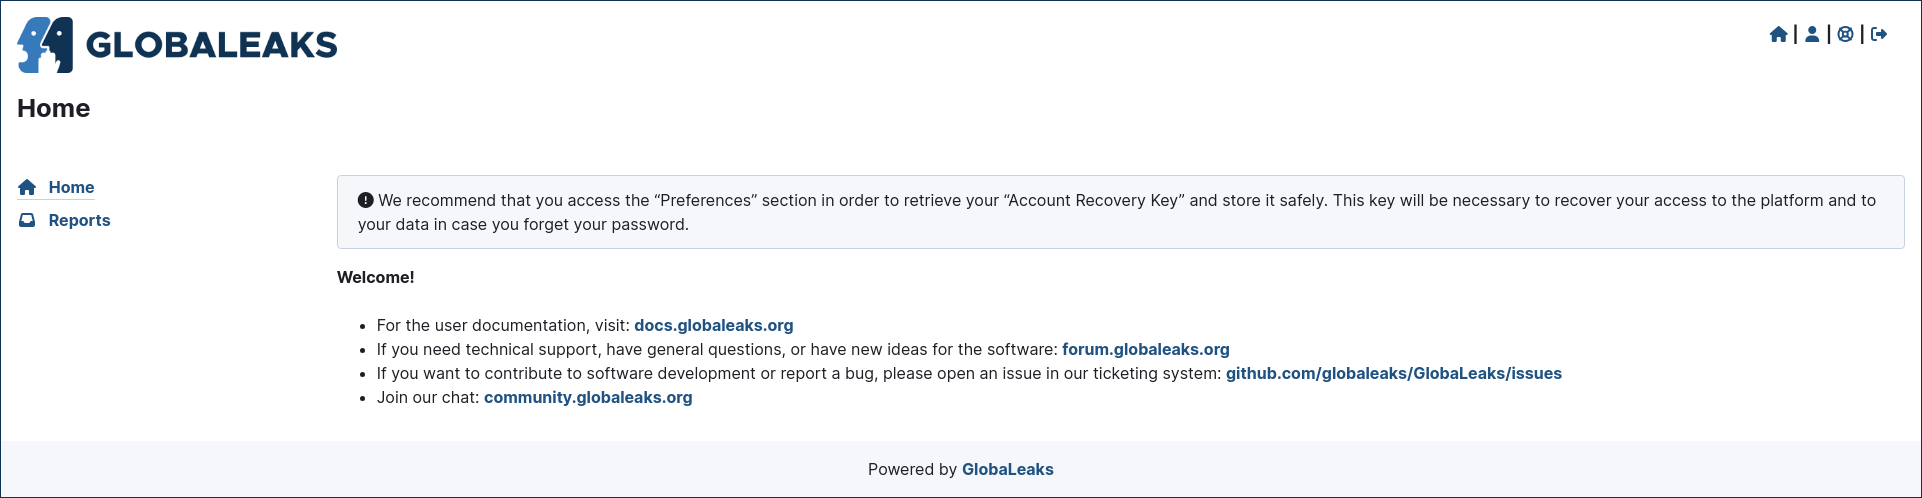 GLOBALEAKS
Home
Home
Reports
We recommend that you access the “Preferences” section in order to retrieve your “Account Recovery Key” and store it safely. This key will be necessary to recover your access to the platform and to
your data in case you forget your password.
Welcome!
• For the user documentation, visit: docs.globaleaks.org
• If you need technical support, have general questions, or have new ideas for the software: forum.globaleaks.org
• If you want to contribute to software development or report a bug, please open an issue in our ticketing system: github.com/globaleaks/GlobaLeaks/issues
• Join our chat: community.globaleaks.org
Powered by GlobaLeaks